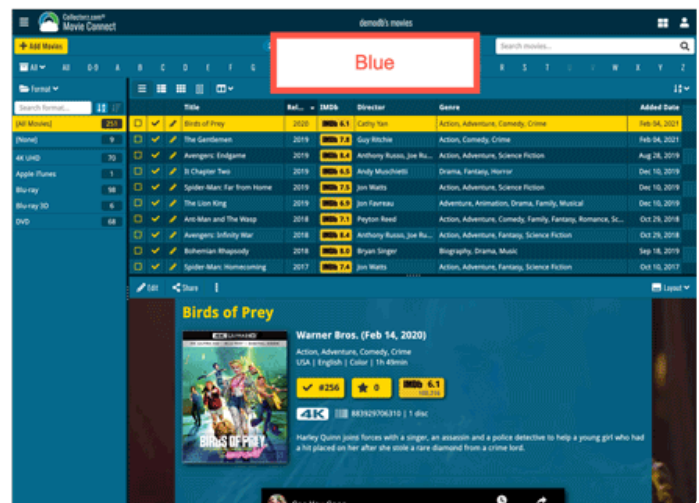 Collectorz.com®
Movie Connect
demodb's movies
Add Movies
Blue
Search movies...
All All 0-9 A B C D E F G R S T W X Y Z
Format
Search format...
[All Movies] 251
[None] 9
4K UHD 70
Apple iTunes 1
Blu-ray 98
Blu-ray 3D 6
DVD 68
Title Rel... IMDb Director Genre Added Date
Birds of Prey 2020 IMDb 6.1 Cathy Yan Action, Adventure, Comedy, Crime Feb 04, 2021
The Gentlemen 2019 IMDb 7.8 Guy Ritchie Action, Comedy, Crime Feb 04, 2021
Avengers: Endgame 2019 IMDb 8.4 Anthony Russo, Joe Ru... Action, Adventure, Science Fiction Aug 28, 2019
It Chapter Two 2019 IMDb 6.5 Andy Muschietti Drama, Fantasy, Horror Dec 10, 2019
Spider-Man: Far from Home 2019 IMDb 7.5 Jon Watts Action, Adventure, Science Fiction Dec 10, 2019
The Lion King 2019 IMDb 6.9 Jon Favreau Adventure, Animation, Drama, Family, Musical Dec 10, 2019
Ant-Man and The Wasp 2018 IMDb 7.1 Peyton Reed Action, Adventure, Comedy, Family, Fantasy, Romance, Sc... Oct 29, 2018
Avengers: Infinity War 2018 IMDb 8.4 Anthony Russo, Joe Ru... Action, Adventure, Fantasy, Science Fiction Oct 29, 2018
Bohemian Rhapsody 2018 IMDb 8.0 Bryan Singer Biography, Drama, Music Sep 18, 2019
Spider-Man: Homecoming 2017 IMDb 7.4 Jon Watts Action, Adventure, Fantasy, Science Fiction Oct 10, 2017
Edit Share Layout
Birds of Prey
Warner Bros. (Feb 14, 2020)
Action, Adventure, Comedy, Crime
USA | English | Color | 1h 49min
#256 0 IMDb 6.1
4K 883929706310 | 1 disc
Harley Quinn joins forces with a singer, an assassin and a police detective to help a young girl who had
a hit placed on her after she stole a rare diamond from a crime lord.
4K ULTRAHD
BIRDS OF PREY